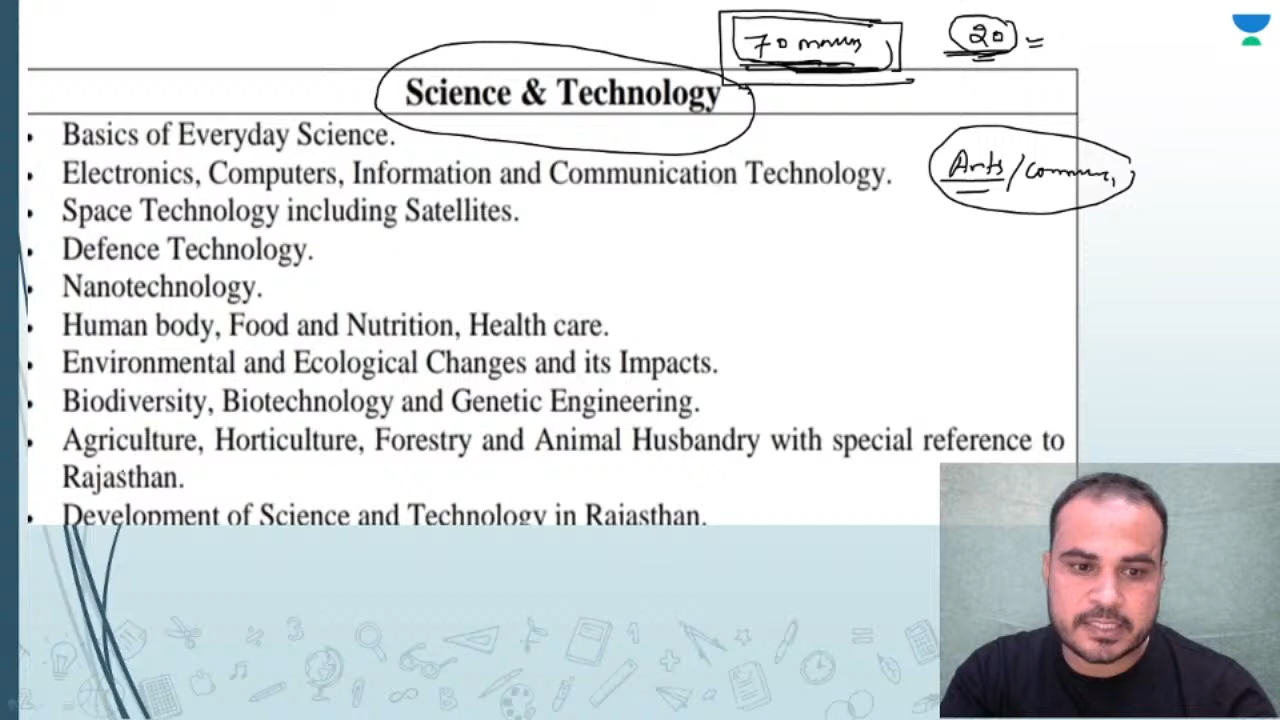 70 marks 20 =
Science & Technology
• Basics of Everyday Science.
Arts / commerce
• Electronics, Computers, Information and Communication Technology.
• Space Technology including Satellites.
• Defence Technology.
• Nanotechnology.
• Human body, Food and Nutrition, Health care.
• Environmental and Ecological Changes and its Impacts.
• Biodiversity, Biotechnology and Genetic Engineering.
• Agriculture, Horticulture, Forestry and Animal Husbandry with special reference to
Rajasthan.
• Development of Science and Technology in Rajasthan.